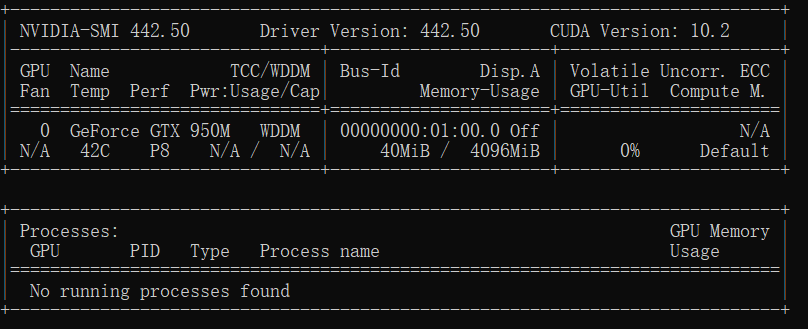 NVIDIA-SMI 442.50 Driver Version: 442.50 CUDA Version: 10.2
GPU Name TCC/WDDM Bus-Id Disp.A Volatile Uncorr. ECC
Fan Temp Perf Pwr:Usage/Cap Memory-Usage GPU-Util Compute M.
0 GeForce GTX 950M WDDM 00000000:01:00.0 Off N/A
N/A 42C P8 N/A / N/A 40MiB / 4096MiB 0% Default
Processes: GPU Memory
GPU PID Type Process name Usage
No running processes found